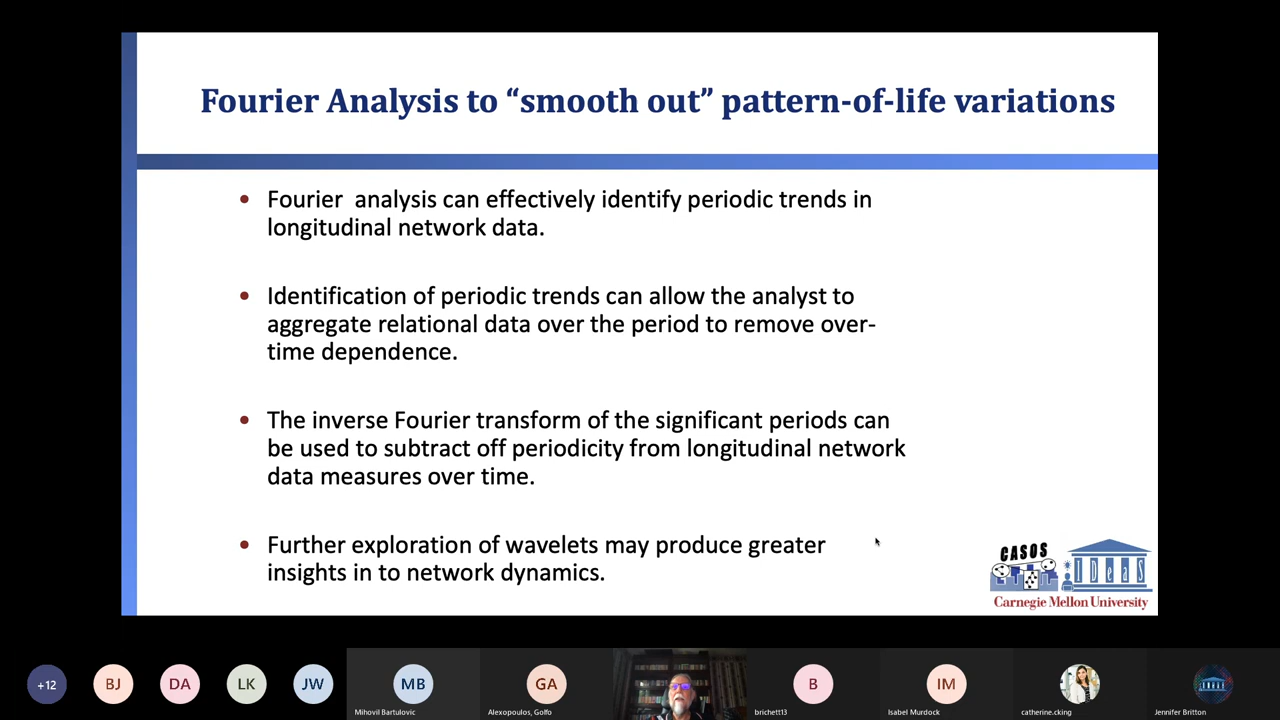 Fourier Analysis to “smooth out” pattern-of-life variations
• Fourier  analysis can effectively identify periodic trends in
longitudinal network data.
• Identification of periodic trends can allow the analyst to
aggregate relational data over the period to remove over-
time dependence.
• The inverse Fourier transform of the significant periods can
be used to subtract off periodicity from longitudinal network
data measures over time.
• Further exploration of wavelets may produce greater
insights in to network dynamics.
CASOS
IDeaS
Carnegie Mellon University
+12
BJ
DA
LK
JW
MB
GA
B
IM
Mihovil Bartulovic
Alexopoulos, Golfo
brichett13
Isabel Murdock
catherine.cking
Jennifer Britton